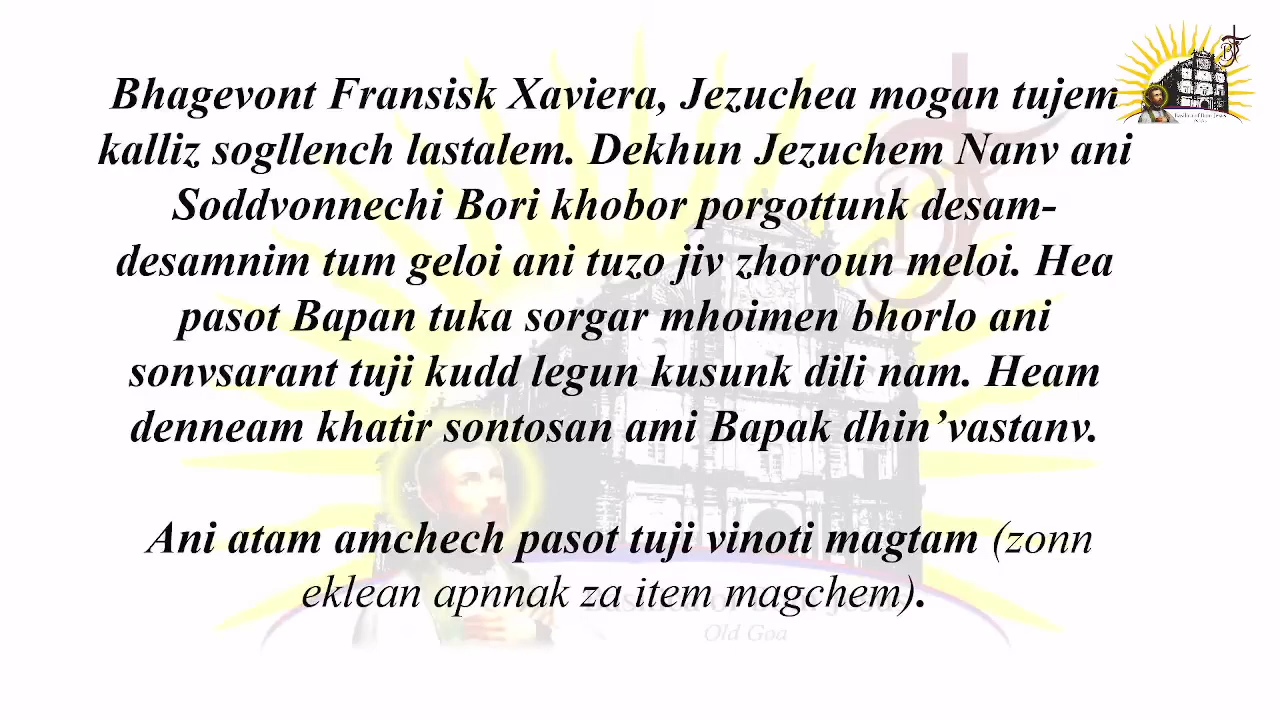 Bhagevont Fransisk Xaviera, Jezuchea mogan tujem
kalliz sogllench lastalem. Dekhun Jezuchem Nanv ani
Soddvonnechi Bori khobor porgottunk desam-
desamnim tum geloi ani tuzo jiv zhoroun meloi. Hea
pasot Bapan tuka sorgar mhoimen bhorlo ani
sonvsarant tuji kudd legun kusunk dili nam. Heam
denneam khatir sontosan ami Bapak dhin’vastanv.
Ani atam amchech pasot tuji vinoti magtam (zonn
eklean apnnak za item magchem).
Old Goa